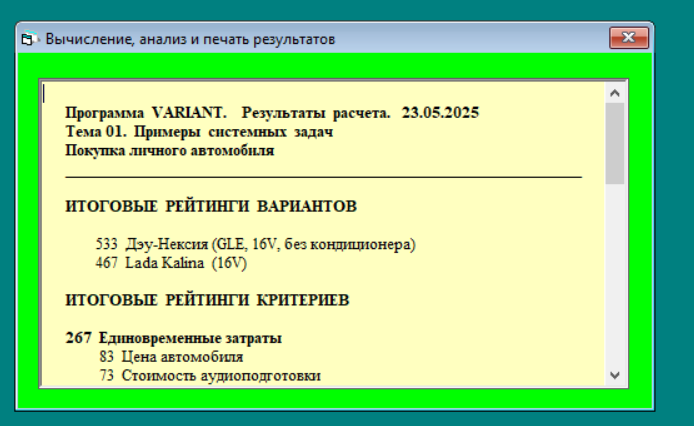 Вычисление, анализ и печать результатов
Программа VARIANT. Результаты расчета. 23.05.2025
Тема 01. Примеры системных задач
Покупка личного автомобиля
ИТОГОВЫЕ РЕЙТИНГИ ВАРИАНТОВ
533 Дэу-Нексия (GLE, 16V, без кондиционера)
467 Lada Kalina (16V)
ИТОГОВЫЕ РЕЙТИНГИ КРИТЕРИЕВ
267 Единовременные затраты
83 Цена автомобиля
73 Стоимость аудиоподготовки